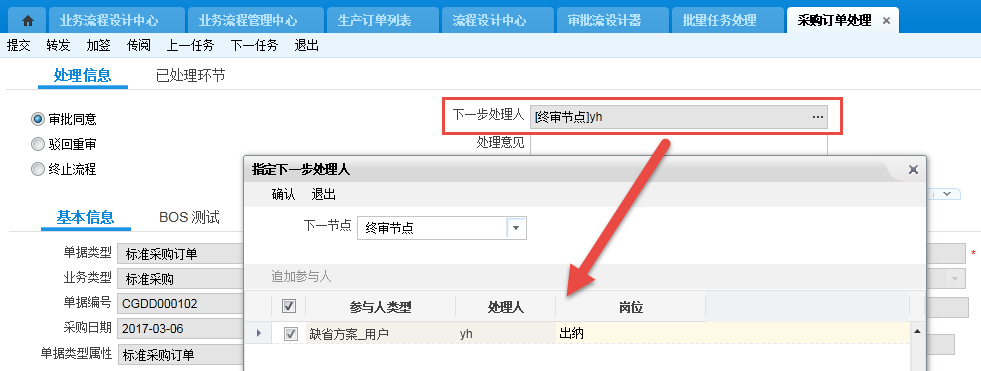 业务流程设计中心 业务流程管理中心 生产订单列表 流程设计中心 审批流设计器 批量任务处理 采购订单处理 ×
提交 转发 加签 传阅 上一任务 下一任务 退出
处理信息 已处理环节
审批同意
驳回重审
终止流程
下一步处理人 [终审节点]yh ...
处理意见
指定下一步处理人
确认 退出
下一节点 终审节点
追加参与人
参与人类型 处理人 岗位
缺省方案_用户 yh 出纳
基本信息 BOS 测试
单据类型 标准采购订单 *
业务类型 标准采购
单据编号 CGDD000102
采购日期 2017-03-06
单据类型属性 标准采购订单